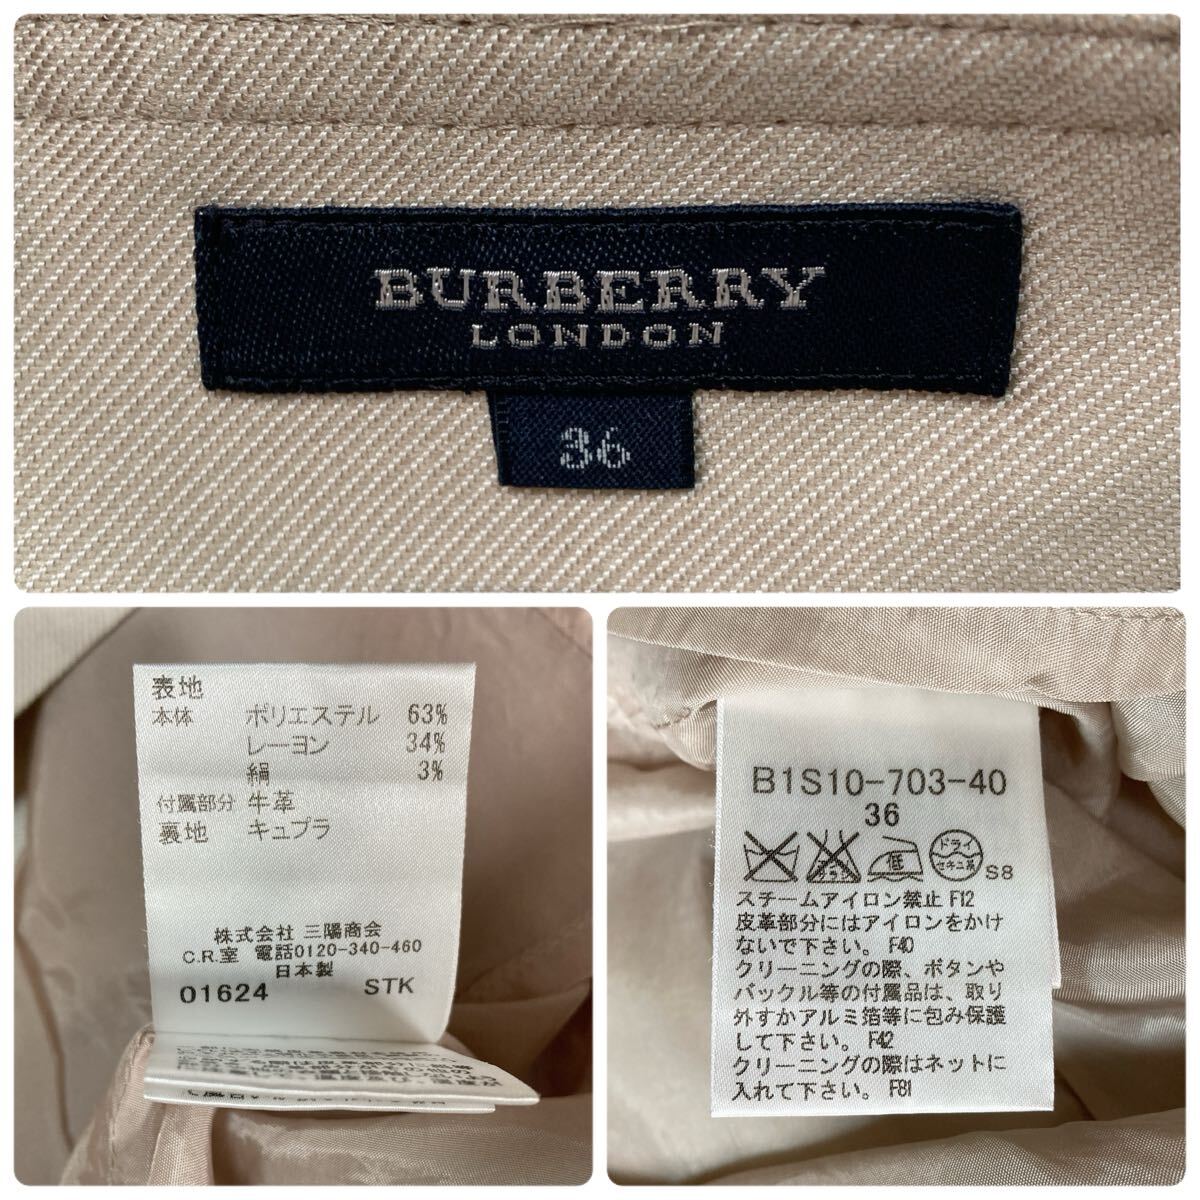 BURBERRY
LONDON
36
表地
本体 ポリエステル 63%
レーヨン 34%
絹 3%
付属部分 牛革
裏地 キュプラ
株式会社 三陽商会
C.R.室 電話0120-340-460
日本製
01624 STK
B1S10-703-40
36
低 ドライ セキユ系 S8
スチームアイロン禁止 F12
皮革部分にはアイロンをかけ
ないで下さい。 F40
クリーニングの際、ボタンや
バックル等の付属品は、取り
外すかアルミ箔等に包み保護
して下さい。 F42
クリーニングの際はネットに
入れて下さい。 F81